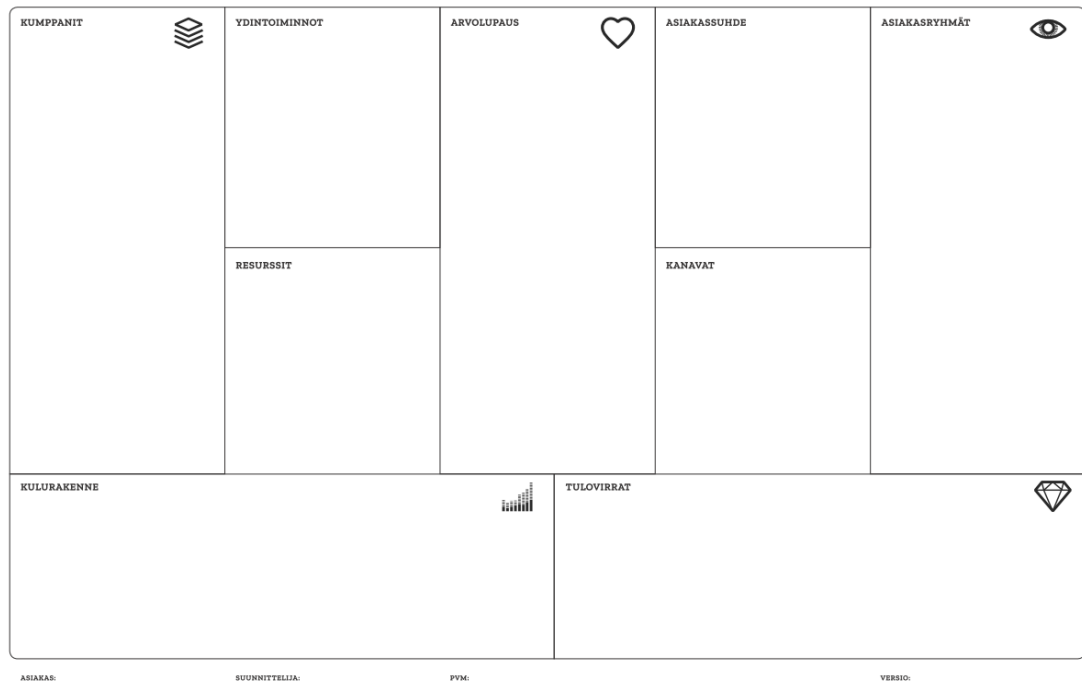 KUMPPANIT
YDINTOIMINNOT
ARVOLUPAUS
ASIAKASSUHDE
ASIAKASRYHMÄT
RESURSSIT
KANAVAT
KULURAKENNE
TULOVIRRAT
ASIAKAS:
SUUNNITTELIJA:
PVM:
VERSIO: